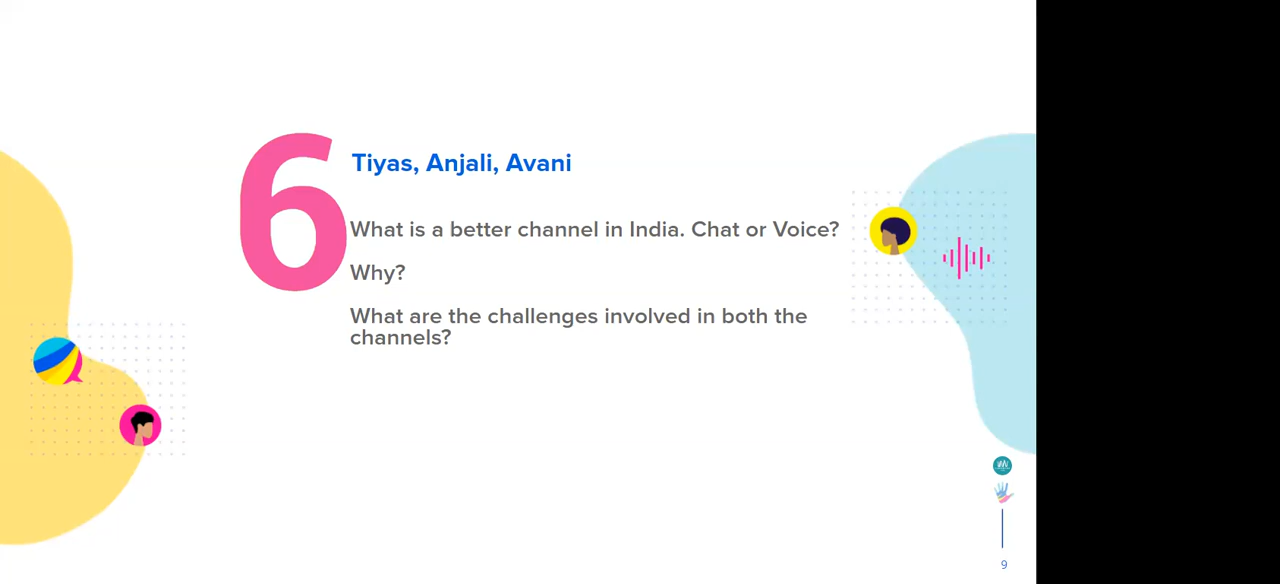 6
Tiyas, Anjali, Avani
What is a better channel in India. Chat or Voice?
Why?
What are the challenges involved in both the
channels?
9